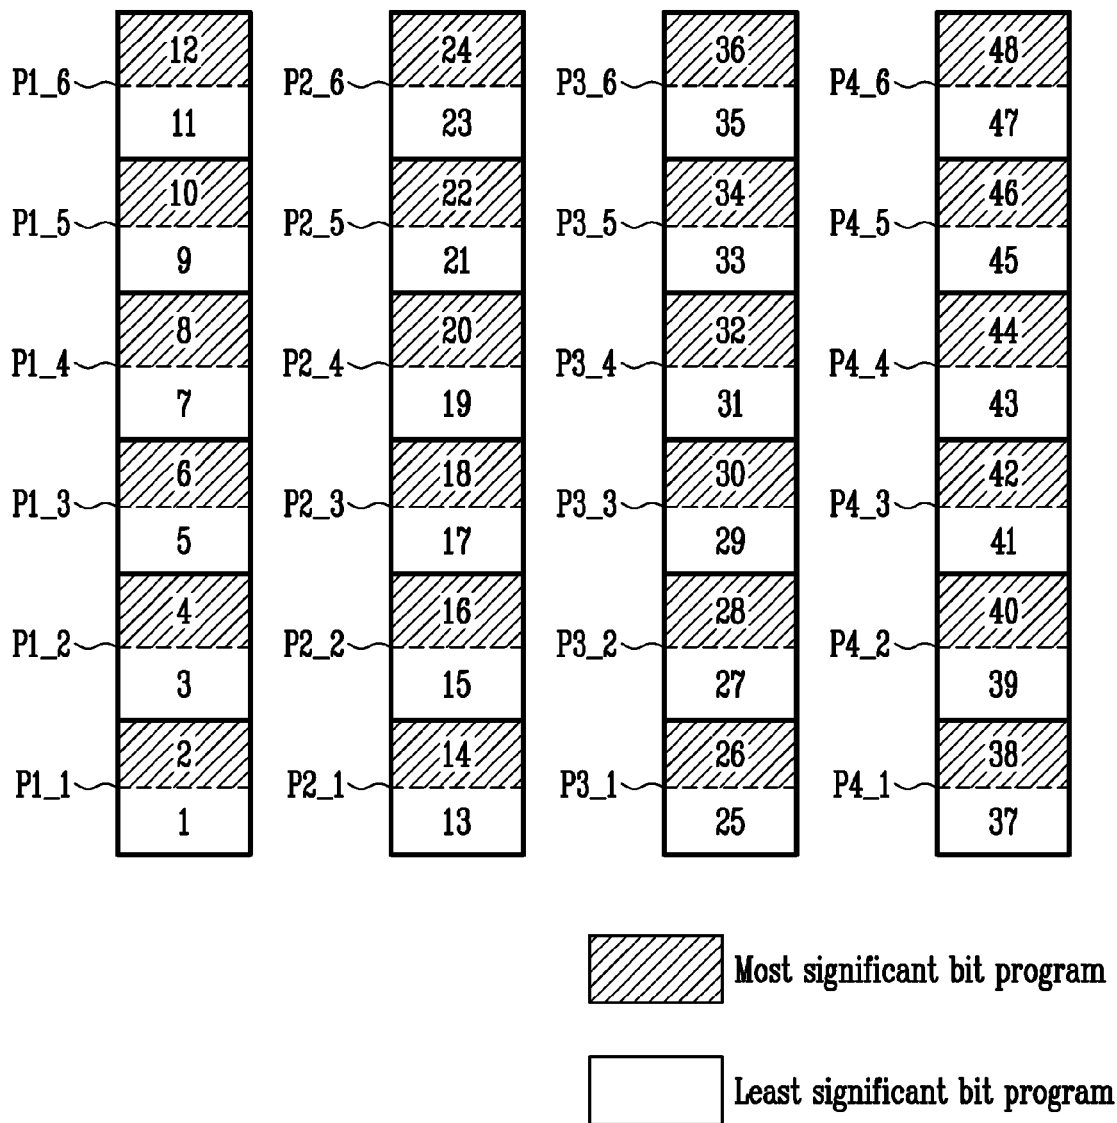 12 24 36 48
P1_6 P2_6 P3_6 P4_6
11 23 35 47
10 22 34 46
P1_5 P2_5 P3_5 P4_5
9 21 33 45
8 20 32 44
P1_4 P2_4 P3_4 P4_4
7 19 31 43
6 18 30 42
P1_3 P2_3 P3_3 P4_3
5 17 29 41
4 16 28 40
P1_2 P2_2 P3_2 P4_2
3 15 27 39
2 14 26 38
P1_1 P2_1 P3_1 P4_1
1 13 25 37
Most significant bit program
Least significant bit program